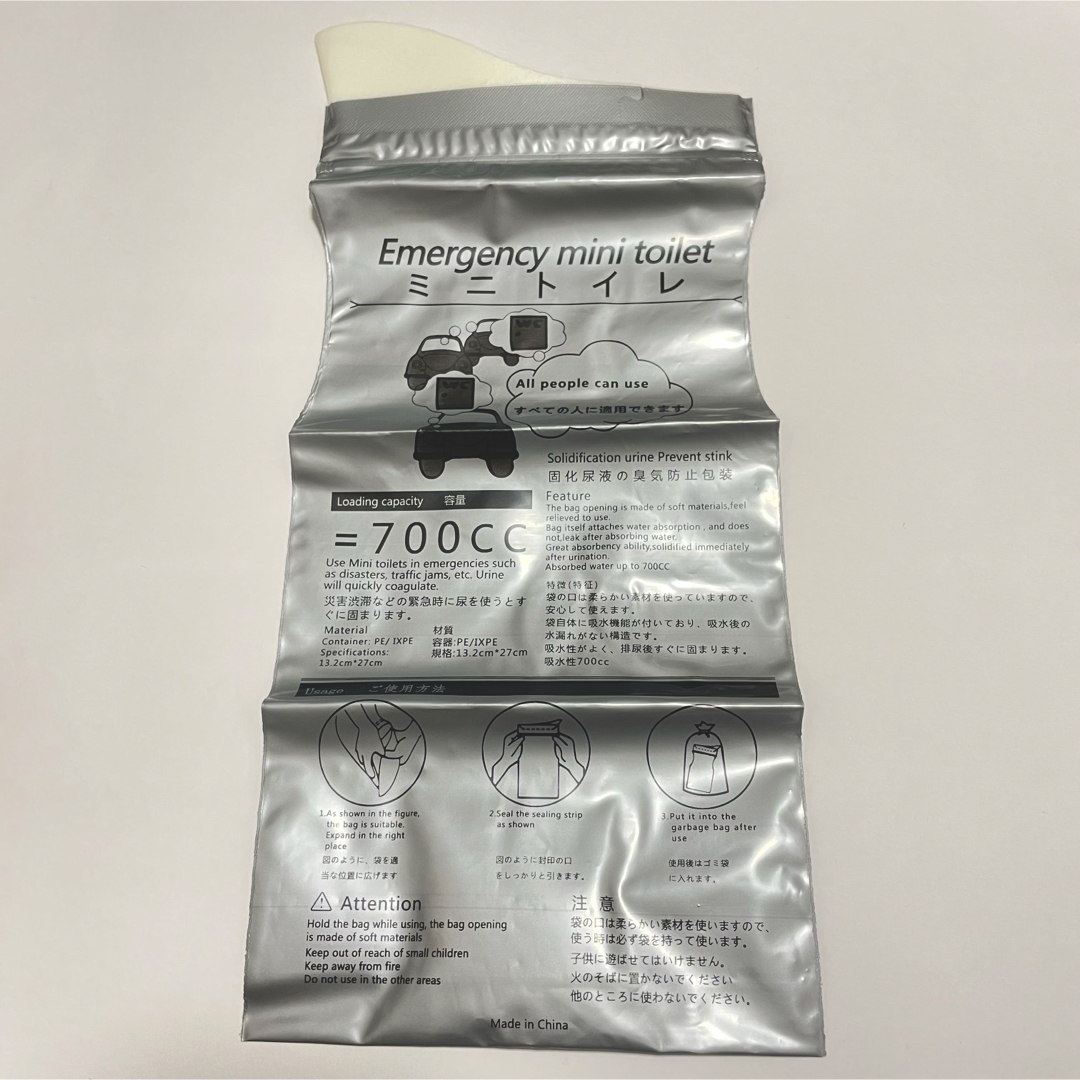 Emergency mini toilet
ミニトイレ
WC
WC
All people can use
すべての人に適用できます
Solidification urine Prevent stink
固化尿液の臭気防止包装
Loading capacity 容量
=700CC
Use Mini toilets in emergencies such
as disasters, traffic jams, etc. Urine
will quickly coagulate.
災害渋滞などの緊急時に尿を使うとす
ぐに固まります。
Material
Container: PE/ IXPE
Specifications:
13.2cm*27cm
材質
容器:PE/IXPE
規格:13.2cm*27cm
Feature
The bag opening is made of soft materials,feel
relieved to use.
Bag itself attaches water absorption , and does
not,leak after absorbing water.
Great absorbency ability,solidified immediately
after urination.
Absorbed water up to 700CC
特微(特征)
袋の口は柔らかい素材を使っていますので、
安心して使えます。
袋自体に吸水機能が付いており、吸水後の
水漏れがない構造です。
吸水性がよく、排尿後すぐに固まります。
吸水性700cc
Usage ご使用方法
1.As shown in the figure,
the bag is suitable.
Expand in the right
place
図のように、袋を適
当な位置に広げます
2.Seal the sealing strip
as shown
図のように封印の口
をしっかりと引きます。
3.Put it into the
garbage bag after
use
使用後はゴミ袋
に入れます。
Attention
Hold the bag while using, the bag opening
is made of soft materials
Keep out of reach of small children
Keep away from fire
Do not use in the other areas
注意
袋の口は柔らかい素材を使いますので、
使う時は必ず袋を持って使います。
子供に遊ばせてはいけません。
火のそばに置かないでください
他のところに使わないでください。
Made in China